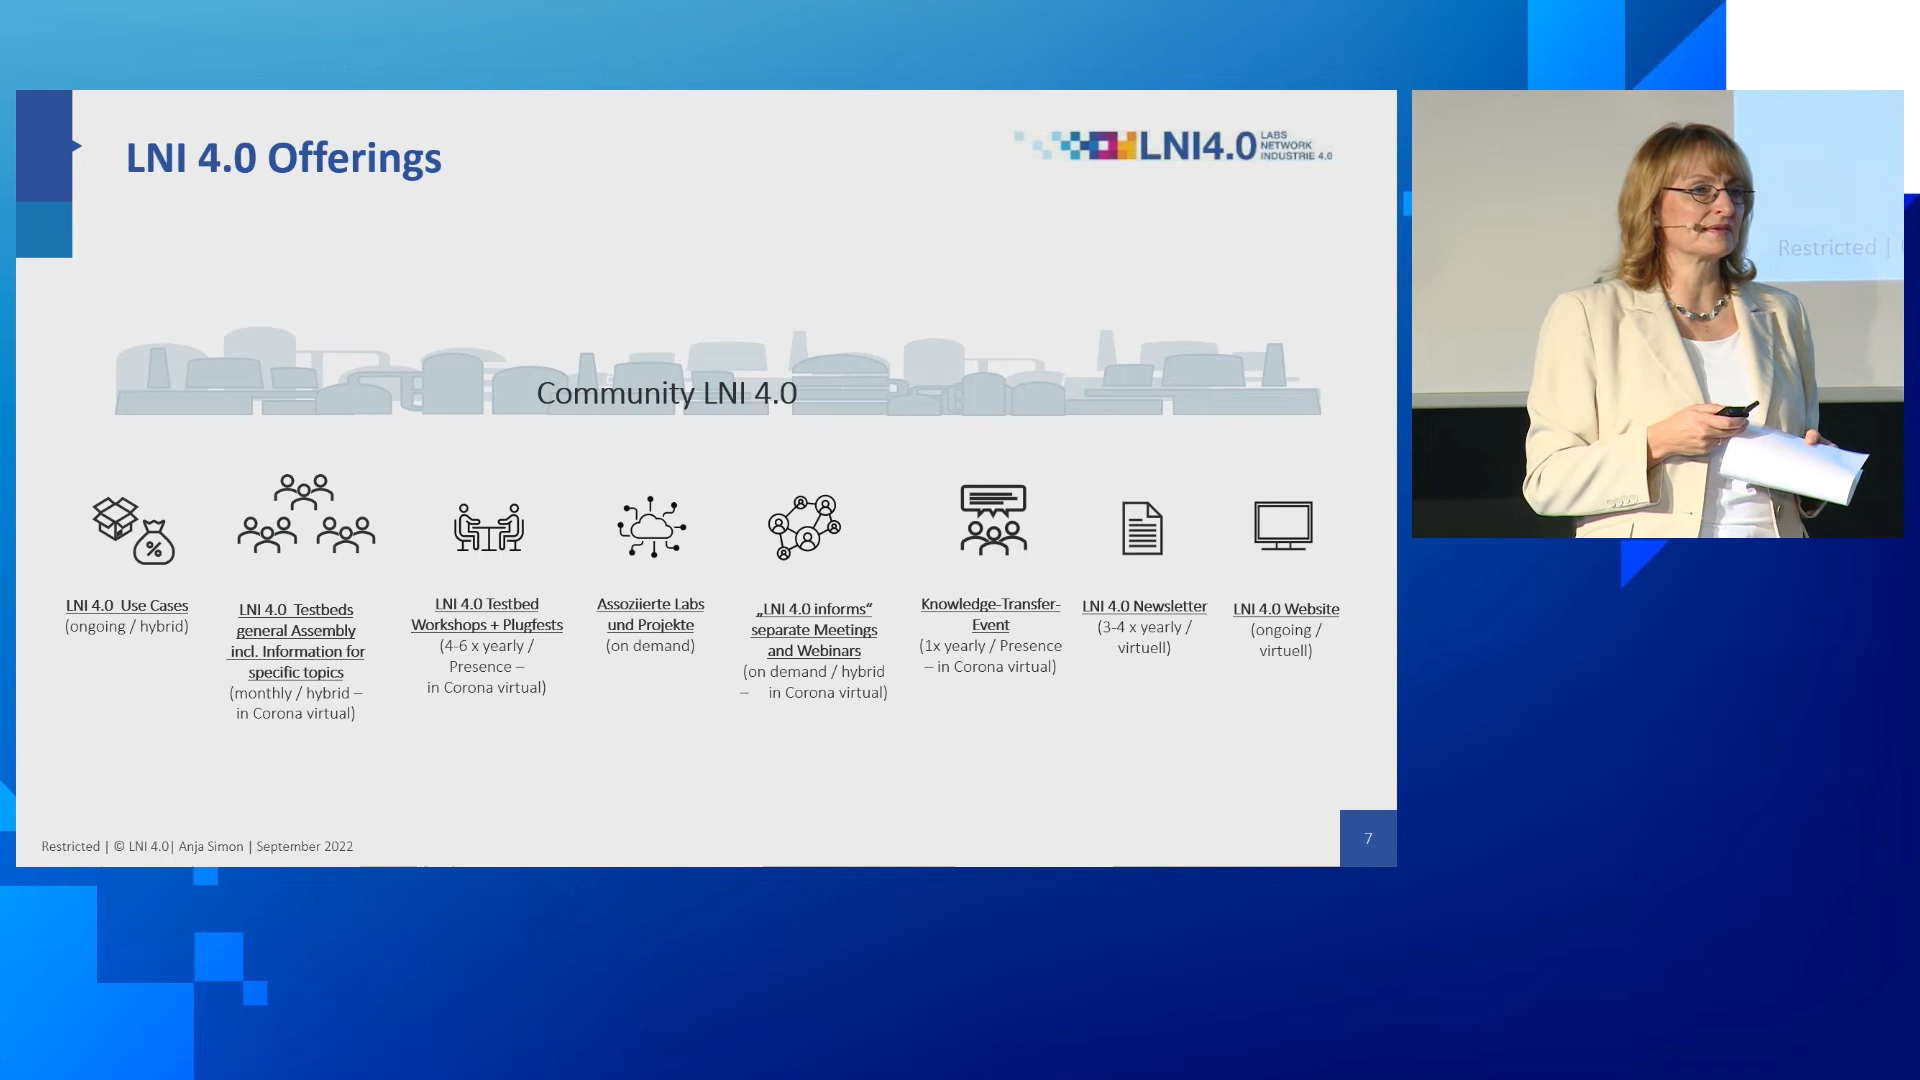 LNI 4.0 Offerings
LNI4.0
LABS
NETWORK
INDUSTRIE 4.0
Community LNI 4.0
LNI 4.0 Use Cases
(ongoing / hybrid)
LNI 4.0 Testbeds
general Assembly
incl. Information for
specific topics
(monthly / hybrid –
in Corona virtual)
LNI 4.0 Testbed
Workshops + Plugfests
(4-6 x yearly /
Presence –
in Corona virtual)
Assoziierte Labs
und Projekte
(on demand)
„LNI 4.0 informs“
separate Meetings
and Webinars
(on demand / hybrid
– in Corona virtual)
Knowledge-Transfer-
Event
(1x yearly / Presence
– in Corona virtual)
LNI 4.0 Newsletter
(3-4 x yearly /
virtuell)
LNI 4.0 Website
(ongoing /
virtuell)
Restricted | © LNI 4.0| Anja Simon | September 2022
7
Restricted |